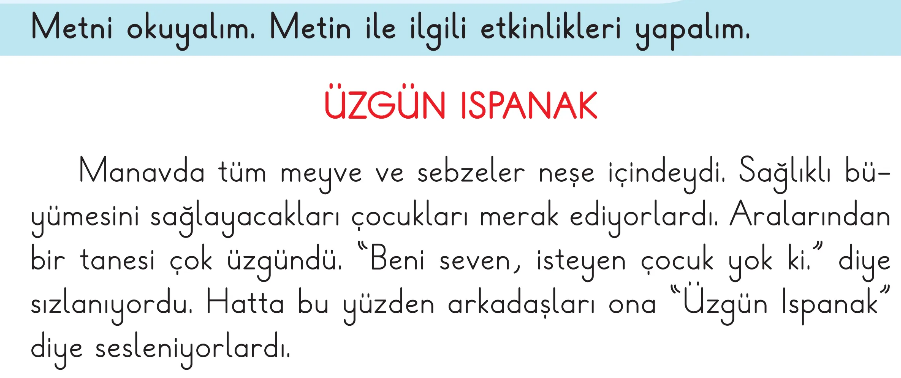 Metni okuyalım. Metin ile ilgili etkinlikleri yapalım.
ÜZGÜN ISPANAK
Manavda tüm meyve ve sebzeler neşe içindeydi. Sağlıklı bü-
yümesini sağlayacakları çocukları merak ediyorlardı. Aralarından
bir tanesi çok üzgündü. “Beni seven, isteyen çocuk yok ki.” diye
sızlanıyordu. Hatta bu yüzden arkadaşları ona “Üzgün Ispanak”
diye sesleniyorlardı.